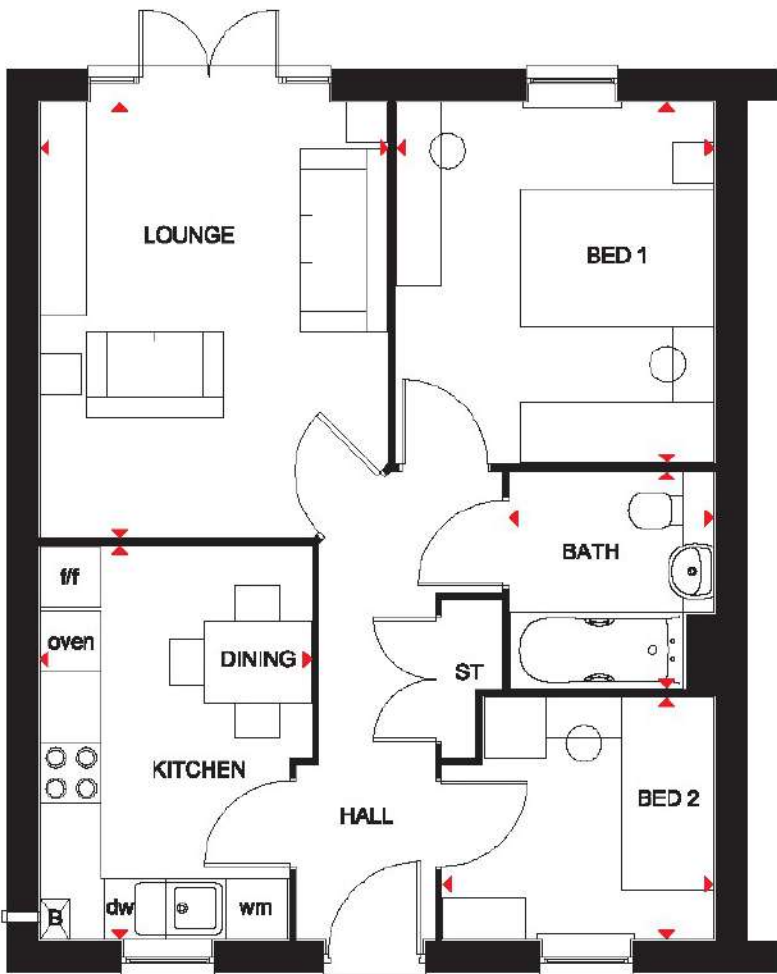 LOUNGE
BED 1
BATH
f/f
oven
DINING
ST
KITCHEN
HALL
BED 2
B
dw
wm